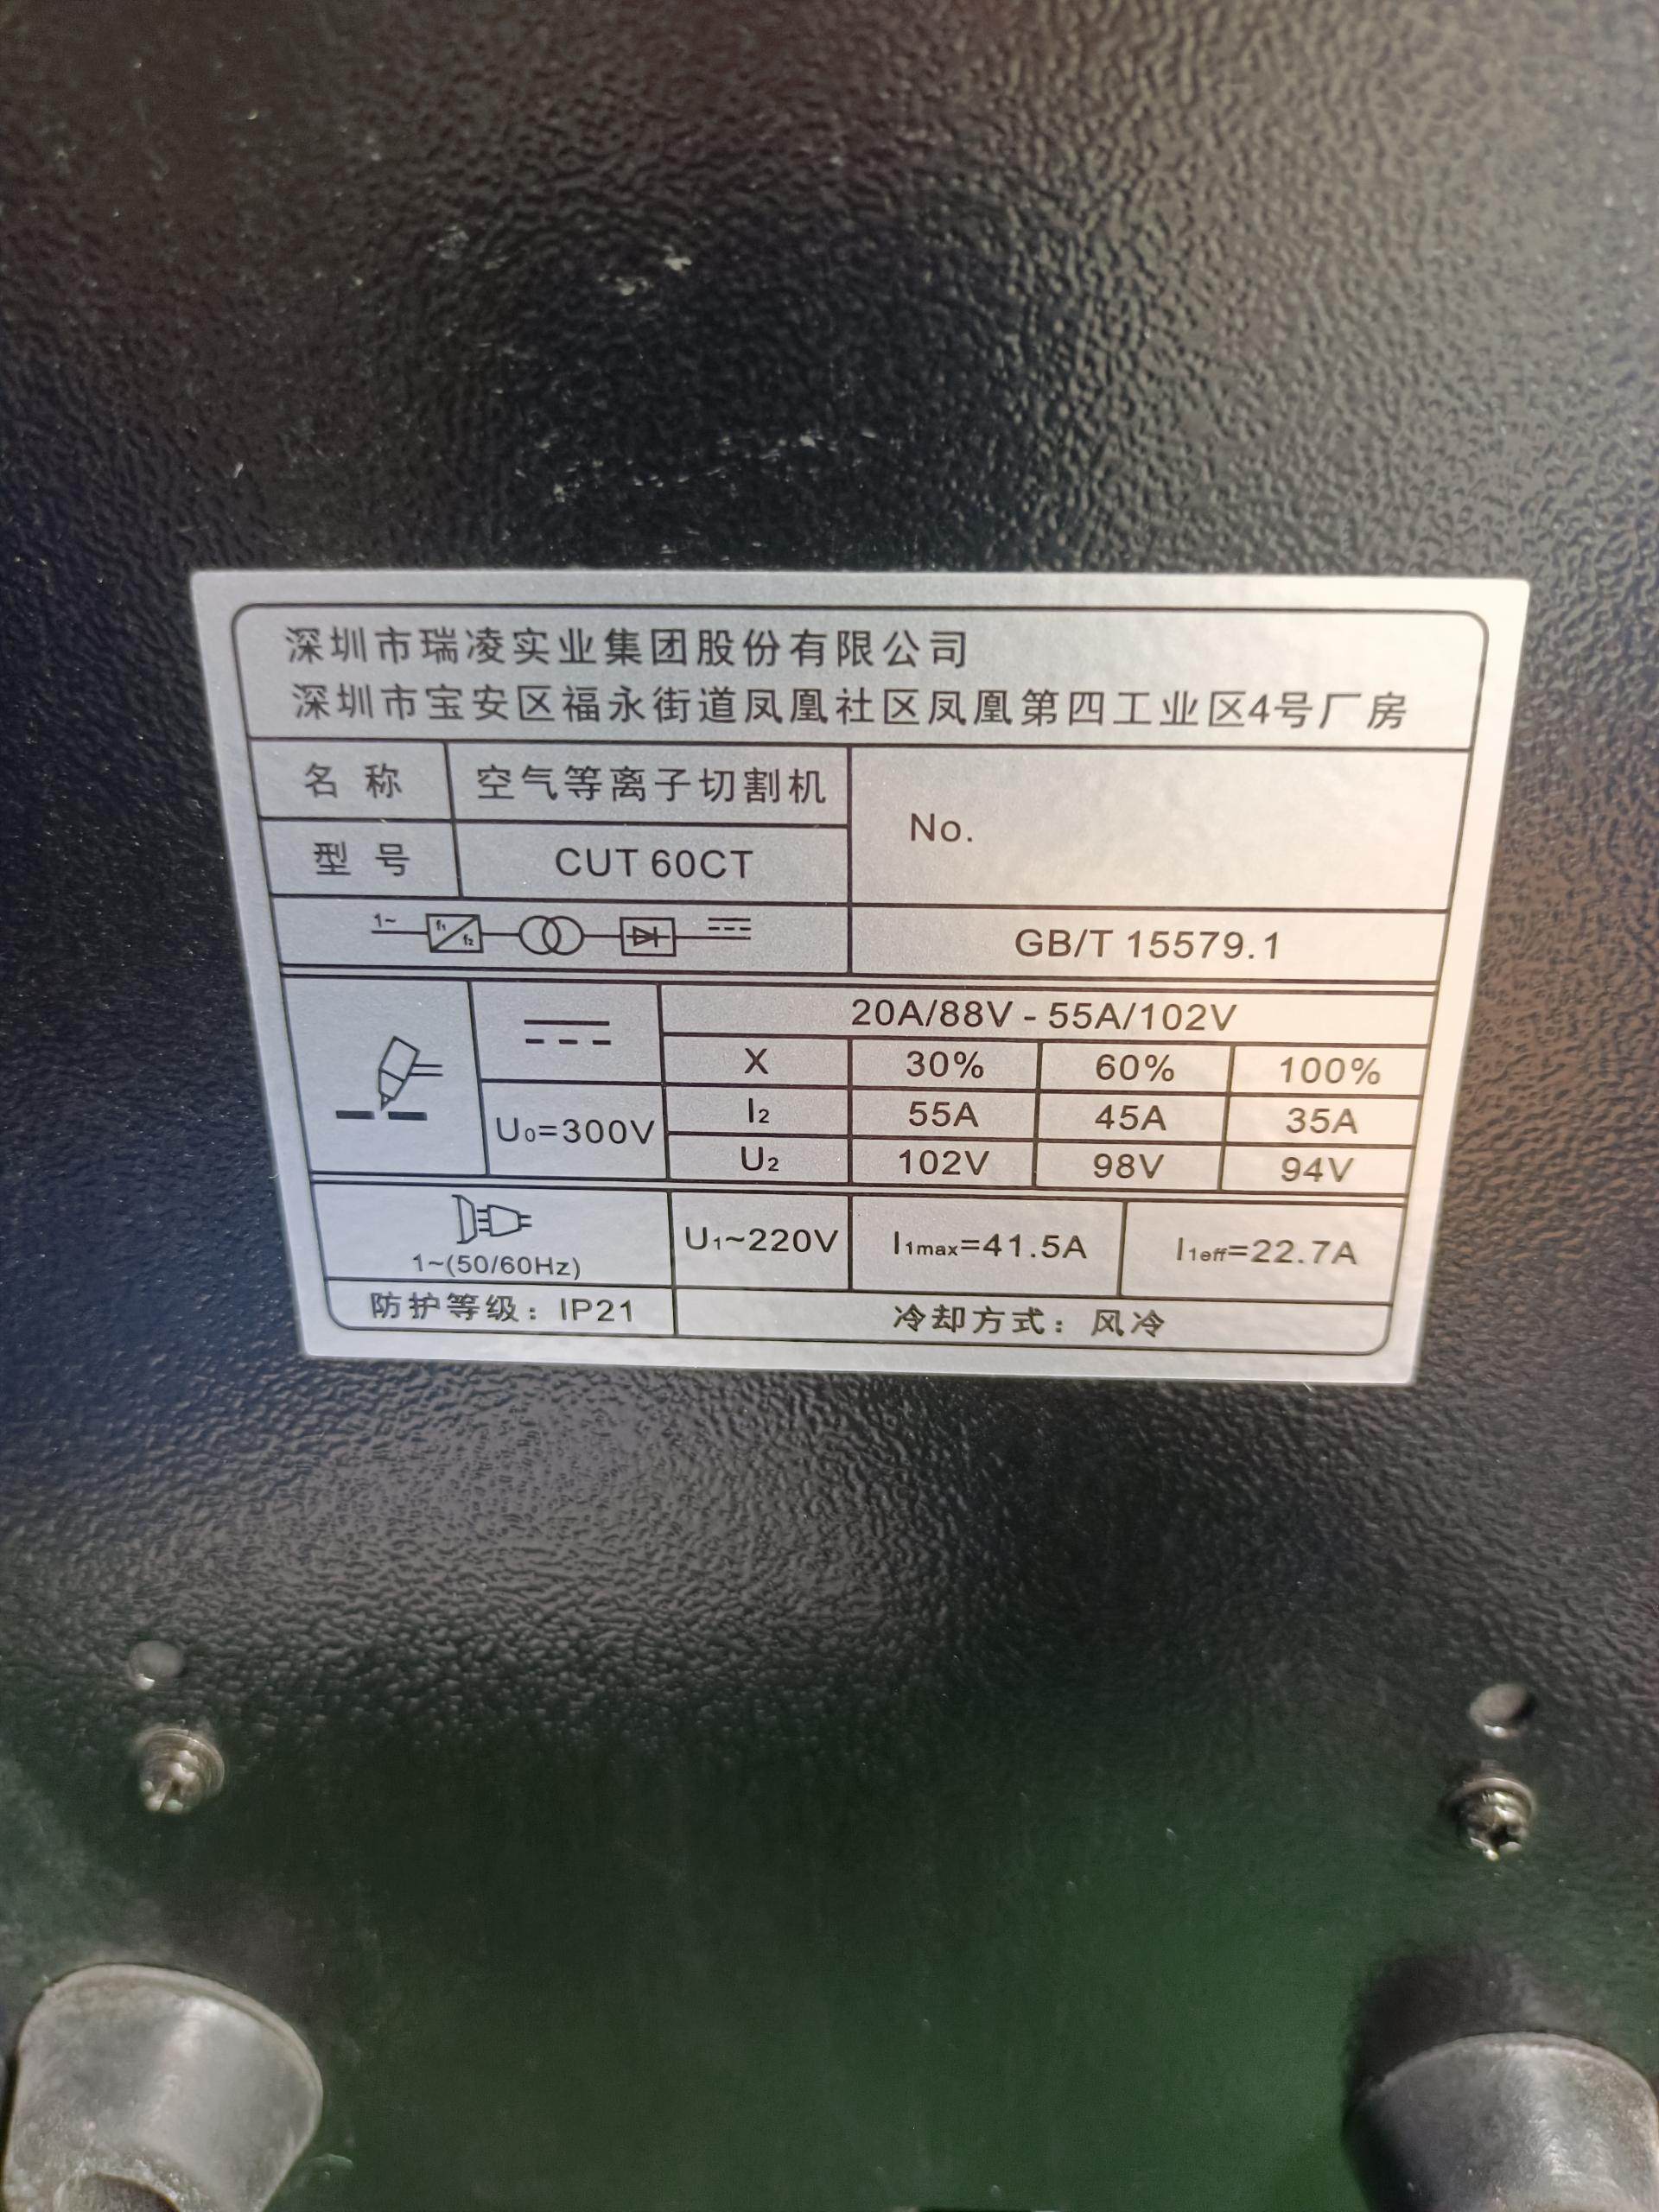 深圳市瑞凌实业集团股份有限公司
深圳市宝安区福永街道凤凰社区凤凰第四工业区4号厂房
名 称 空气等离子切割机 No.
型 号 CUT 60CT
1~ f₁ f₂ GB/T 15579.1
20A/88V - 55A/102V
X 30% 60% 100%
U₀=300V I₂ 55A 45A 35A
U₂ 102V 98V 94V
1~(50/60Hz) U₁~220V I₁max=41.5A I₁eff=22.7A
防护等级：IP21 冷却方式：风冷